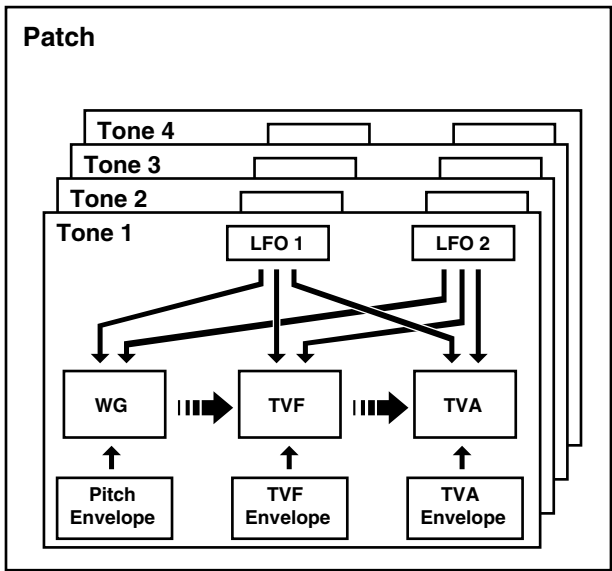 Patch
Tone 4
Tone 3
Tone 2
Tone 1
LFO 1
LFO 2
WG
TVF
TVA
Pitch
Envelope
TVF
Envelope
TVA
Envelope